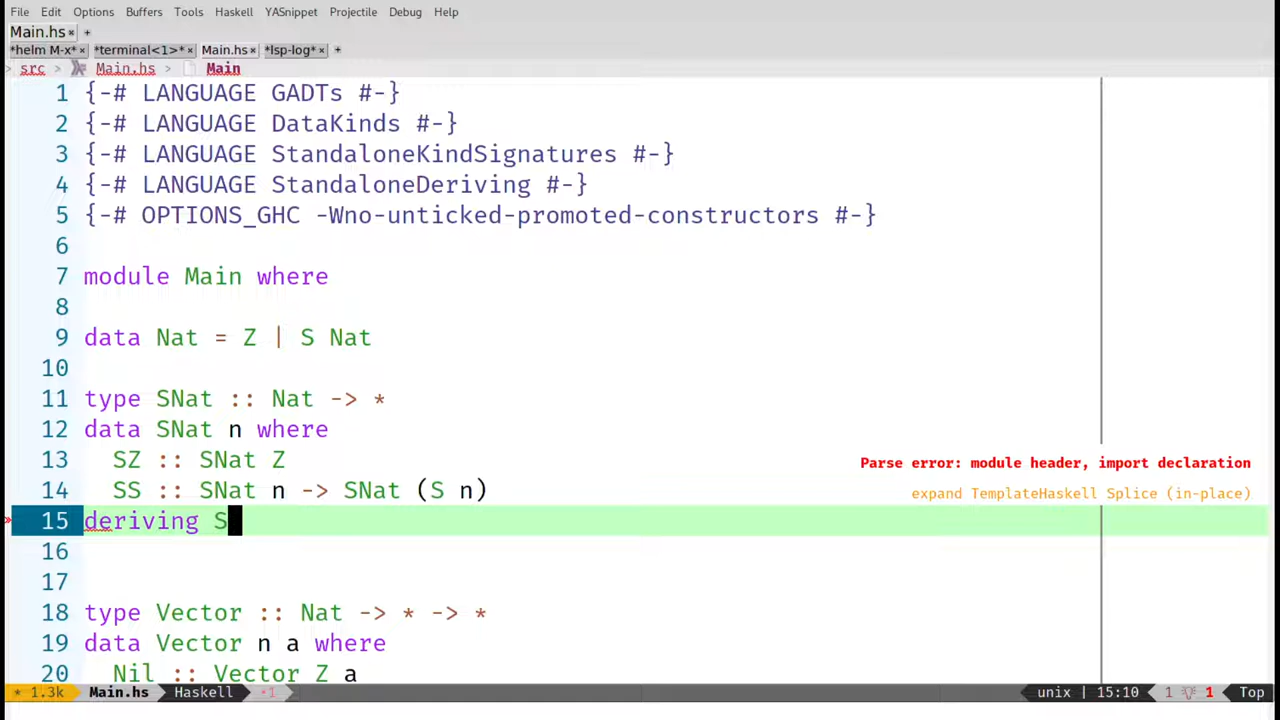 File Edit Options Buffers Tools Haskell YASnippet Projectile Debug Help
Main.hs × +
*helm M-x* × *terminal<1>* × Main.hs × *lsp-log* × +
> src > Main.hs > Main
1 {-# LANGUAGE GADTs #-}
2 {-# LANGUAGE DataKinds #-}
3 {-# LANGUAGE StandaloneKindSignatures #-}
4 {-# LANGUAGE StandaloneDeriving #-}
5 {-# OPTIONS_GHC -Wno-unticked-promoted-constructors #-}
6
7 module Main where
8
9 data Nat = Z | S Nat
10
11 type SNat :: Nat -> *
12 data SNat n where
13   SZ :: SNat Z
Parse error: module header, import declaration
14   SS :: SNat n -> SNat (S n)
expand TemplateHaskell Splice (in-place)
» 15 deriving S
16
17
18 type Vector :: Nat -> * -> *
19 data Vector n a where
20   Nil :: Vector Z a
* 1.3k Main.hs Haskell •1 unix | 15:10 1 1 Top